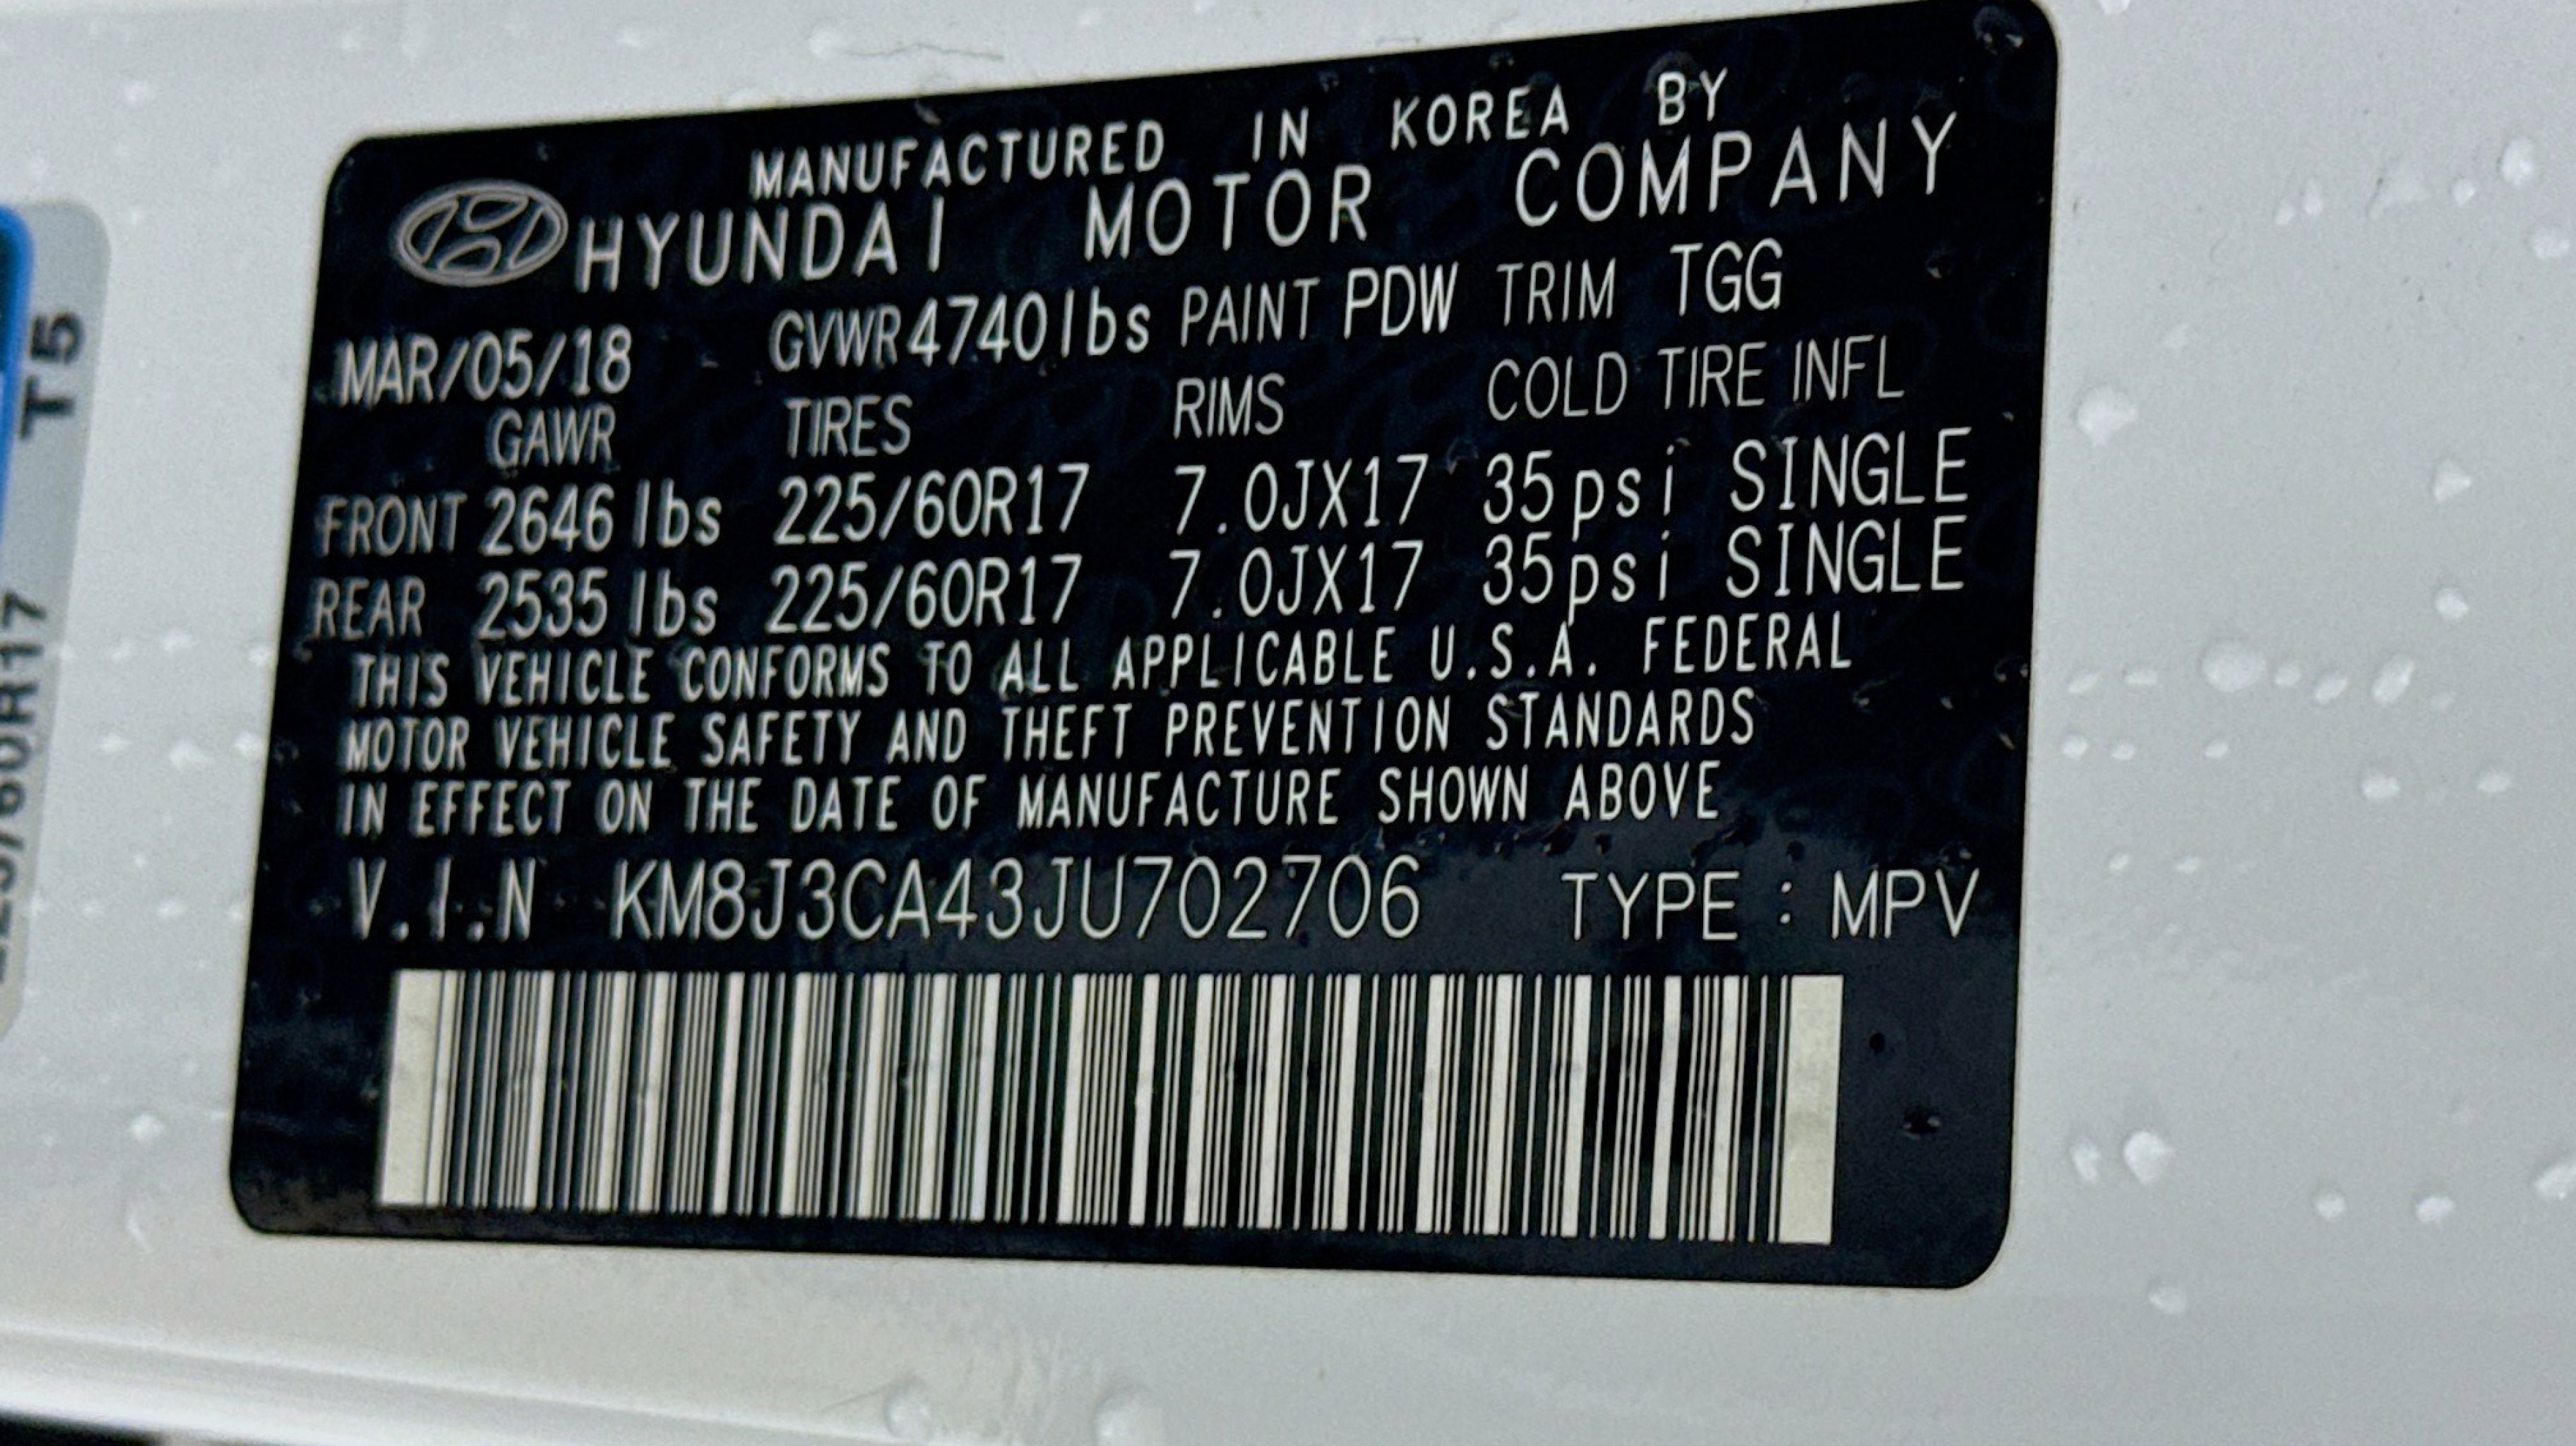 MANUFACTURED IN KOREA BY
HYUNDAI MOTOR COMPANY
MAR/05/18 GVWR 4740lbs PAINT PDW TRIM TGG
GAWR TIRES RIMS COLD TIRE INFL
FRONT 2646 lbs 225/60R17 7.0JX17 35psi SINGLE
REAR 2535 lbs 225/60R17 7.0JX17 35psi SINGLE
THIS VEHICLE CONFORMS TO ALL APPLICABLE U.S.A. FEDERAL
MOTOR VEHICLE SAFETY AND THEFT PREVENTION STANDARDS
IN EFFECT ON THE DATE OF MANUFACTURE SHOWN ABOVE
V.I.N KM8J3CA43JU702706 TYPE : MPV
T5
225/60R17